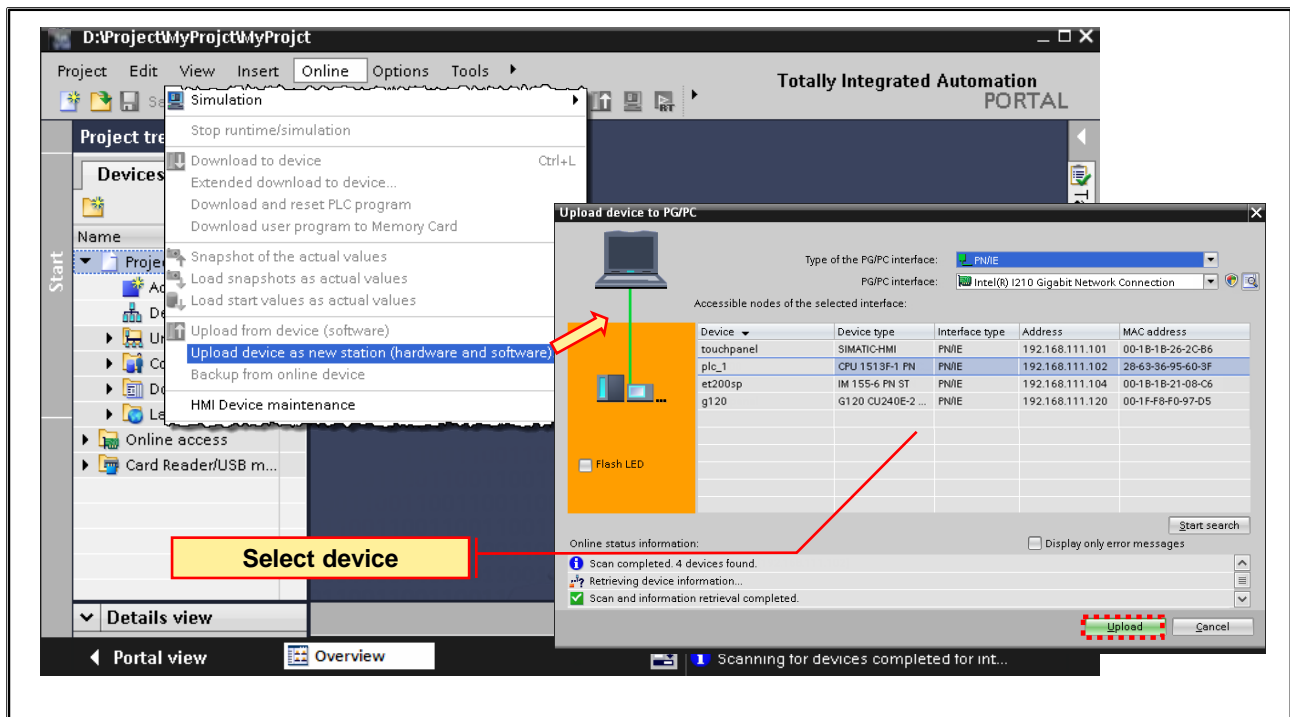 D:\Project\MyProjct\MyProjct
Project Edit View Insert Online Options Tools
Totally Integrated Automation
PORTAL
Simulation
Stop runtime/simulation
Project tre
Download to device Ctrl+L
Devices
Extended download to device...
Download and reset PLC program
Download user program to Memory Card
Name
Snapshot of the actual values
Proje
Load snapshots as actual values
Ad
Load start values as actual values
De
Upload from device (software)
Un
Upload device as new station (hardware and software)
Co
Backup from online device
Do
HMI Device maintenance
La
Online access
Card Reader/USB m...
Start
Select device
Details view
Portal view
Overview
Scanning for devices completed for int...
Upload device to PG/PC
Type of the PG/PC interface: PN/IE
PG/PC interface: Intel(R) I210 Gigabit Network Connection
Accessible nodes of the selected interface:
Device Device type Interface type Address MAC address
touchpanel SIMATIC-HMI PN/IE 192.168.111.101 00-1B-1B-26-2C-B6
plc_1 CPU 1513F-1 PN PN/IE 192.168.111.102 28-63-36-95-60-3F
et200sp IM 155-6 PN ST PN/IE 192.168.111.104 00-1B-1B-21-08-C6
g120 G120 CU240E-2 ... PN/IE 192.168.111.120 00-1F-F8-F0-97-D5
Flash LED
Start search
Online status information:
Display only error messages
Scan completed. 4 devices found.
Retrieving device information...
Scan and information retrieval completed.
Upload Cancel